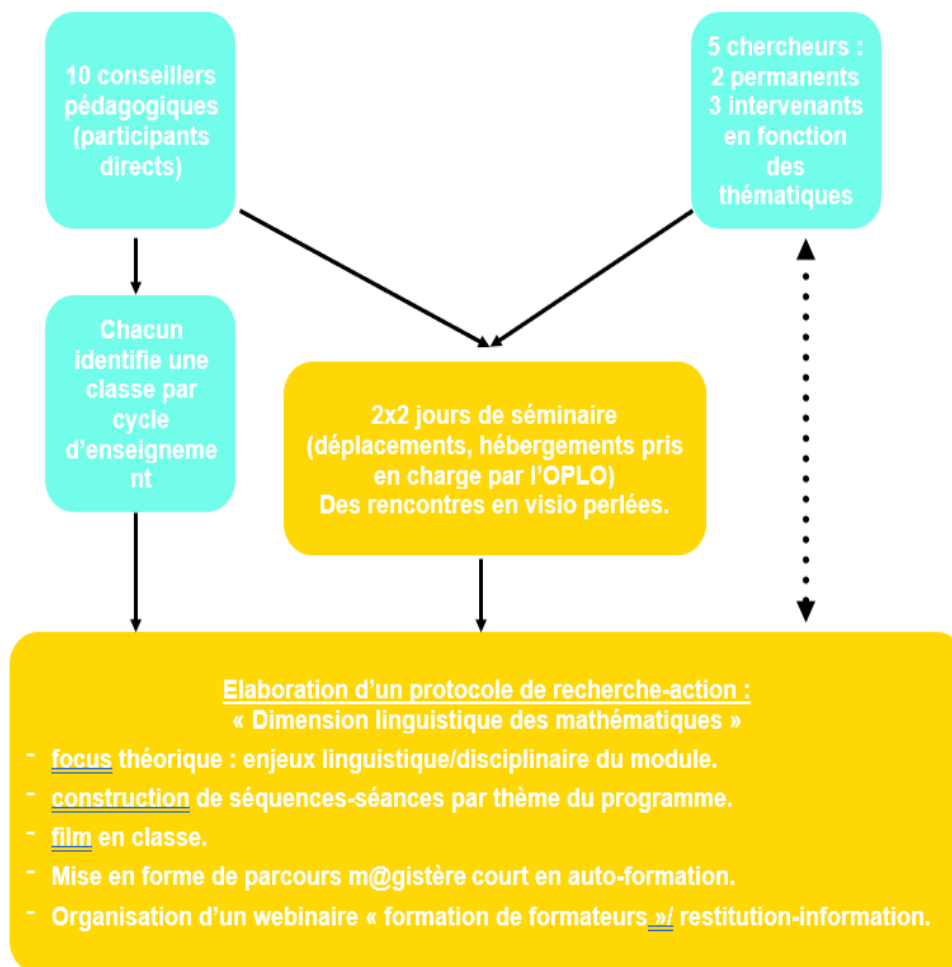 10 conseillers
pédagogiques
(participants
directs)
5 chercheurs :
2 permanents
3 intervenants
en fonction
des
thématiques
Chacun
identifie une
classe par
cycle
d'enseigneme
nt
2x2 jours de séminaire
(déplacements, hébergements pris
en charge par l'OPLO)
Des rencontres en visio perlées.
Elaboration d'un protocole de recherche-action :
« Dimension linguistique des mathématiques »
- focus théorique : enjeux linguistique/disciplinaire du module.
- construction de séquences-séances par thème du programme.
- film en classe.
- Mise en forme de parcours m@gistère court en auto-formation.
- Organisation d'un webinaire « formation de formateurs »/ restitution-information.